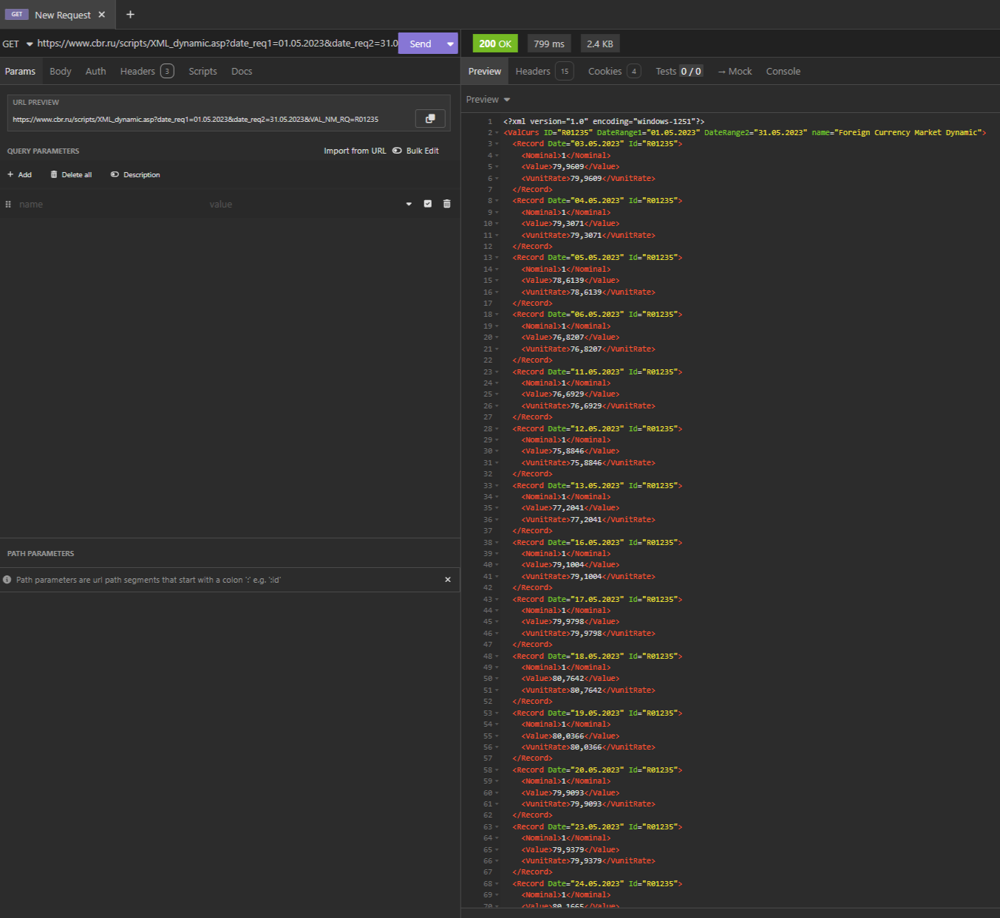 GET New Request
GET https://www.cbr.ru/scripts/XML_dynamic.asp?date_req1=01.05.2023&date_req2=31.0 Send
Params Body Auth Headers 3 Scripts Docs
URL PREVIEW
https://www.cbr.ru/scripts/XML_dynamic.asp?date_req1=01.05.2023&date_req2=31.05.2023&VAL_NM_RQ=R01235
QUERY PARAMETERS Import from URL Bulk Edit
+ Add Delete all Description
name value
PATH PARAMETERS
Path parameters are url path segments that start with a colon ':' e.g. ':id'
200 OK 799 ms 2.4 KB
Preview Headers 15 Cookies 4 Tests 0 / 0 → Mock Console
Preview
1 <?xml version="1.0" encoding="windows-1251"?>
2 <ValCurs ID="R01235" DateRange1="01.05.2023" DateRange2="31.05.2023" name="Foreign Currency Market Dynamic">
3 <Record Date="03.05.2023" Id="R01235">
4 <Nominal>1</Nominal>
5 <Value>79,9609</Value>
6 <VunitRate>79,9609</VunitRate>
7 </Record>
8 <Record Date="04.05.2023" Id="R01235">
9 <Nominal>1</Nominal>
10 <Value>79,3071</Value>
11 <VunitRate>79,3071</VunitRate>
12 </Record>
13 <Record Date="05.05.2023" Id="R01235">
14 <Nominal>1</Nominal>
15 <Value>78,6139</Value>
16 <VunitRate>78,6139</VunitRate>
17 </Record>
18 <Record Date="06.05.2023" Id="R01235">
19 <Nominal>1</Nominal>
20 <Value>76,8207</Value>
21 <VunitRate>76,8207</VunitRate>
22 </Record>
23 <Record Date="11.05.2023" Id="R01235">
24 <Nominal>1</Nominal>
25 <Value>76,6929</Value>
26 <VunitRate>76,6929</VunitRate>
27 </Record>
28 <Record Date="12.05.2023" Id="R01235">
29 <Nominal>1</Nominal>
30 <Value>75,8846</Value>
31 <VunitRate>75,8846</VunitRate>
32 </Record>
33 <Record Date="13.05.2023" Id="R01235">
34 <Nominal>1</Nominal>
35 <Value>77,2041</Value>
36 <VunitRate>77,2041</VunitRate>
37 </Record>
38 <Record Date="16.05.2023" Id="R01235">
39 <Nominal>1</Nominal>
40 <Value>79,1004</Value>
41 <VunitRate>79,1004</VunitRate>
42 </Record>
43 <Record Date="17.05.2023" Id="R01235">
44 <Nominal>1</Nominal>
45 <Value>79,9798</Value>
46 <VunitRate>79,9798</VunitRate>
47 </Record>
48 <Record Date="18.05.2023" Id="R01235">
49 <Nominal>1</Nominal>
50 <Value>80,7642</Value>
51 <VunitRate>80,7642</VunitRate>
52 </Record>
53 <Record Date="19.05.2023" Id="R01235">
54 <Nominal>1</Nominal>
55 <Value>80,0366</Value>
56 <VunitRate>80,0366</VunitRate>
57 </Record>
58 <Record Date="20.05.2023" Id="R01235">
59 <Nominal>1</Nominal>
60 <Value>79,9093</Value>
61 <VunitRate>79,9093</VunitRate>
62 </Record>
63 <Record Date="23.05.2023" Id="R01235">
64 <Nominal>1</Nominal>
65 <Value>79,9379</Value>
66 <VunitRate>79,9379</VunitRate>
67 </Record>
68 <Record Date="24.05.2023" Id="R01235">
69 <Nominal>1</Nominal>
70 <Value>80,1665</Value>